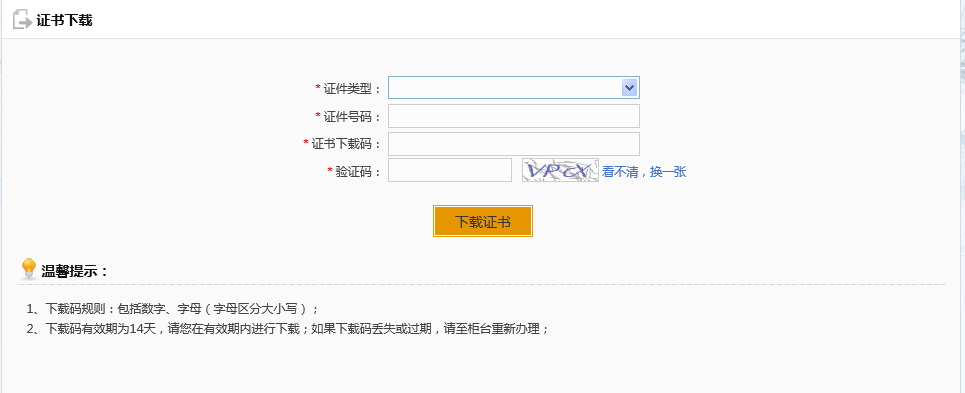 证书下载
* 证件类型：
* 证件号码：
* 证书下载码：
* 验证码： VPCX 看不清，换一张
下载证书
温馨提示：
1、下载码规则：包括数字、字母（字母区分大小写）；
2、下载码有效期为14天，请您在有效期内进行下载；如果下载码丢失或过期，请至柜台重新办理；